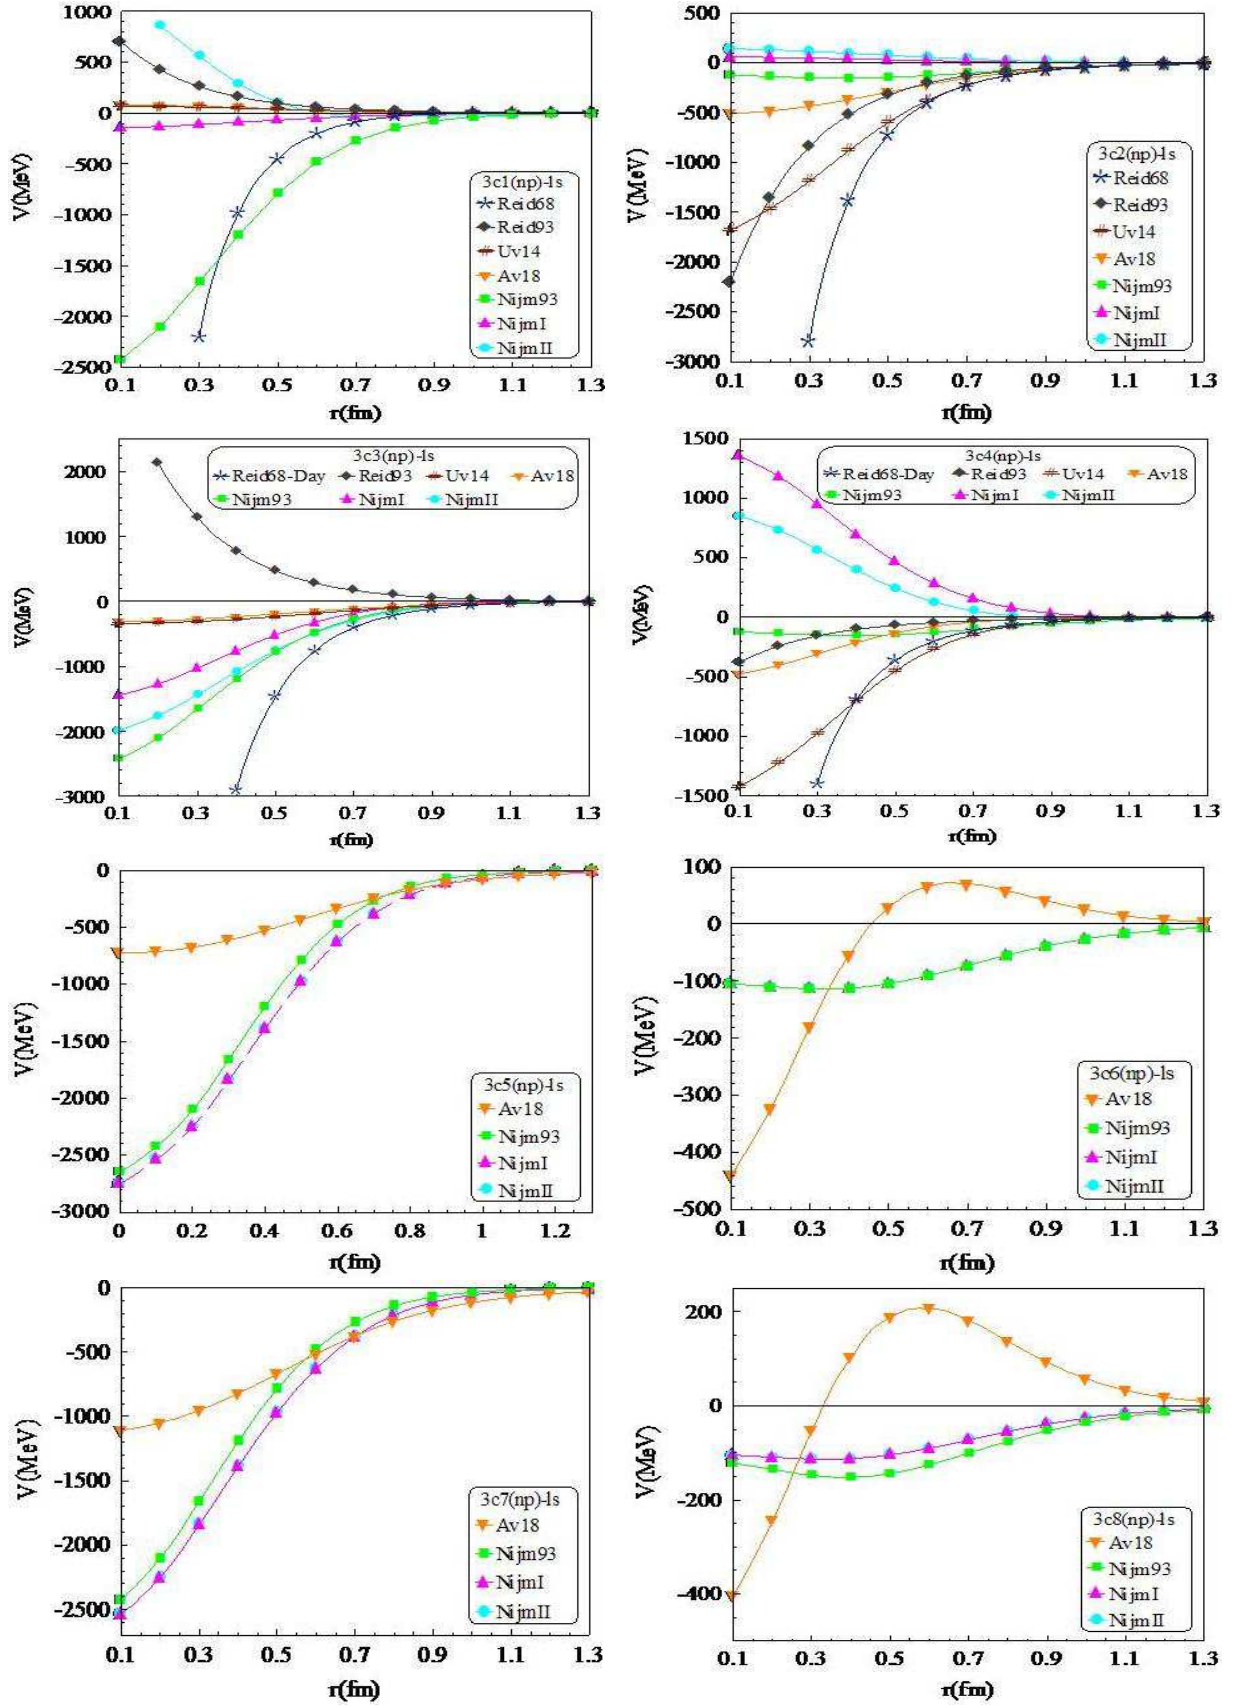 1000
500
0
-500
-1000
-1500
-2000
-2500
V(MeV)
0.1 0.3 0.5 0.7 0.9 1.1 1.3
r(fm)
3c1(np)-ls
Reid68
Reid93
Uv14
Av18
Nijm93
NijmI
NijmII
500
0
-500
-1000
-1500
-2000
-2500
-3000
V(MeV)
0.1 0.3 0.5 0.7 0.9 1.1 1.3
r(fm)
3c2(np)-ls
Reid68
Reid93
Uv14
Av18
Nijm93
NijmI
NijmII
2000
1000
0
-1000
-2000
-3000
V(MeV)
0.1 0.3 0.5 0.7 0.9 1.1 1.3
r(fm)
3c3(np)-ls
Reid68-Day Reid93 Uv14 Av18
Nijm93 NijmI NijmII
1500
1000
500
0
-500
-1000
-1500
V(MeV)
0.1 0.3 0.5 0.7 0.9 1.1 1.3
r(fm)
3c4(np)-ls
Reid68-Day Reid93 Uv14 Av18
Nijm93 NijmI NijmII
0
-500
-1000
-1500
-2000
-2500
-3000
V(MeV)
0 0.2 0.4 0.6 0.8 1 1.2
r(fm)
3c5(np)-ls
Av18
Nijm93
NijmI
NijmII
100
0
-100
-200
-300
-400
-500
V(MeV)
0.1 0.3 0.5 0.7 0.9 1.1 1.3
r(fm)
3c6(np)-ls
Av18
Nijm93
NijmI
NijmII
0
-500
-1000
-1500
-2000
-2500
V(MeV)
0.1 0.3 0.5 0.7 0.9 1.1 1.3
r(fm)
3c7(np)-ls
Av18
Nijm93
NijmI
NijmII
200
0
-200
-400
V(MeV)
0.1 0.3 0.5 0.7 0.9 1.1 1.3
r(fm)
3c8(np)-ls
Av18
Nijm93
NijmI
NijmII